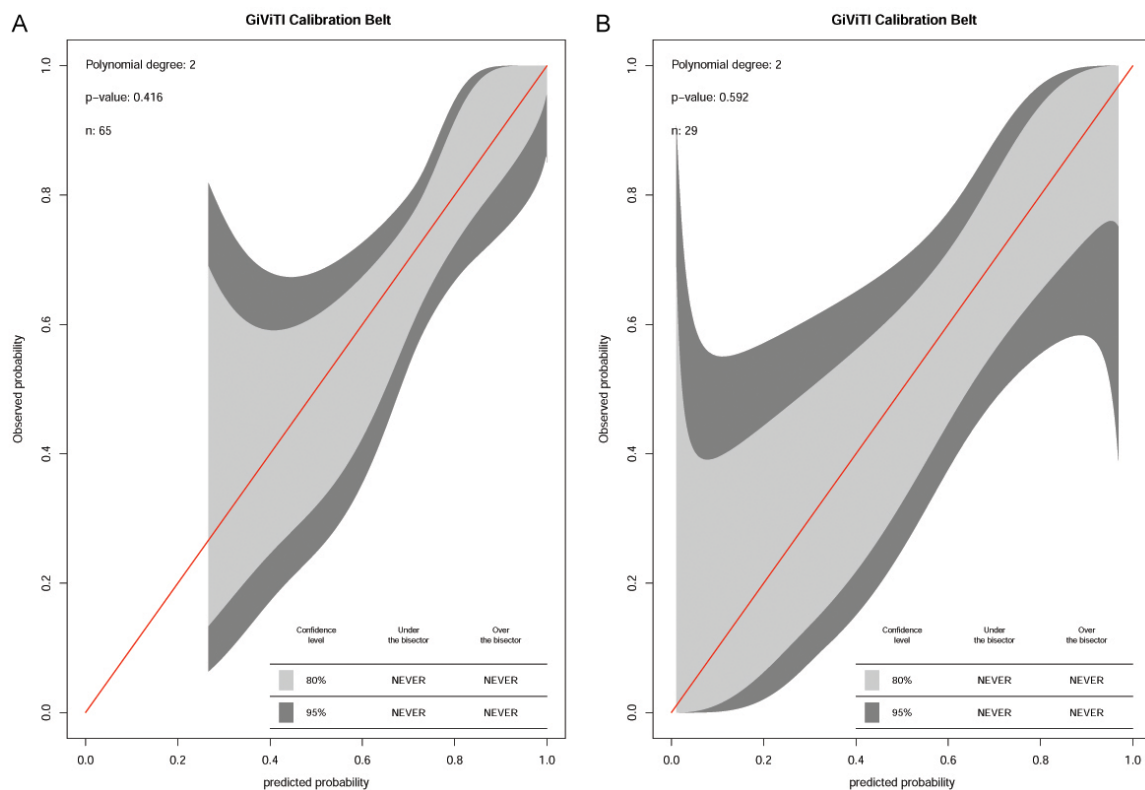 A
GiViTI Calibration Belt
Polynomial degree: 2
p-value: 0.416
n: 65
Observed probability
0.0 0.2 0.4 0.6 0.8 1.0
Confidence level Under the bisector Over the bisector
80% NEVER NEVER
95% NEVER NEVER
0.0 0.2 0.4 0.6 0.8 1.0
predicted probability
B
GiViTI Calibration Belt
Polynomial degree: 2
p-value: 0.592
n: 29
Observed probability
0.0 0.2 0.4 0.6 0.8 1.0
Confidence level Under the bisector Over the bisector
80% NEVER NEVER
95% NEVER NEVER
0.0 0.2 0.4 0.6 0.8 1.0
predicted probability